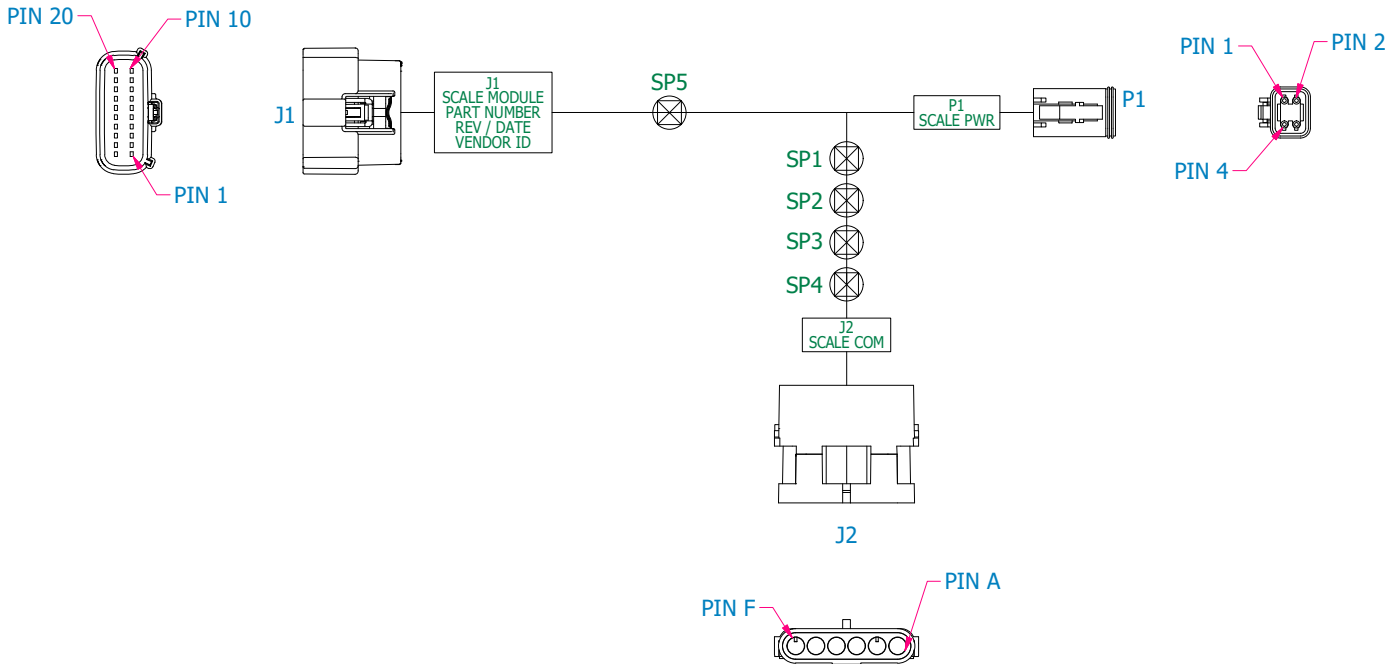 PIN 20
PIN 10
PIN 1
J1
J1
SCALE MODULE
PART NUMBER
REV / DATE
VENDOR ID
SP5
P1
SCALE PWR
P1
PIN 1
PIN 2
PIN 4
SP1
SP2
SP3
SP4
J2
SCALE COM
J2
PIN A
PIN F